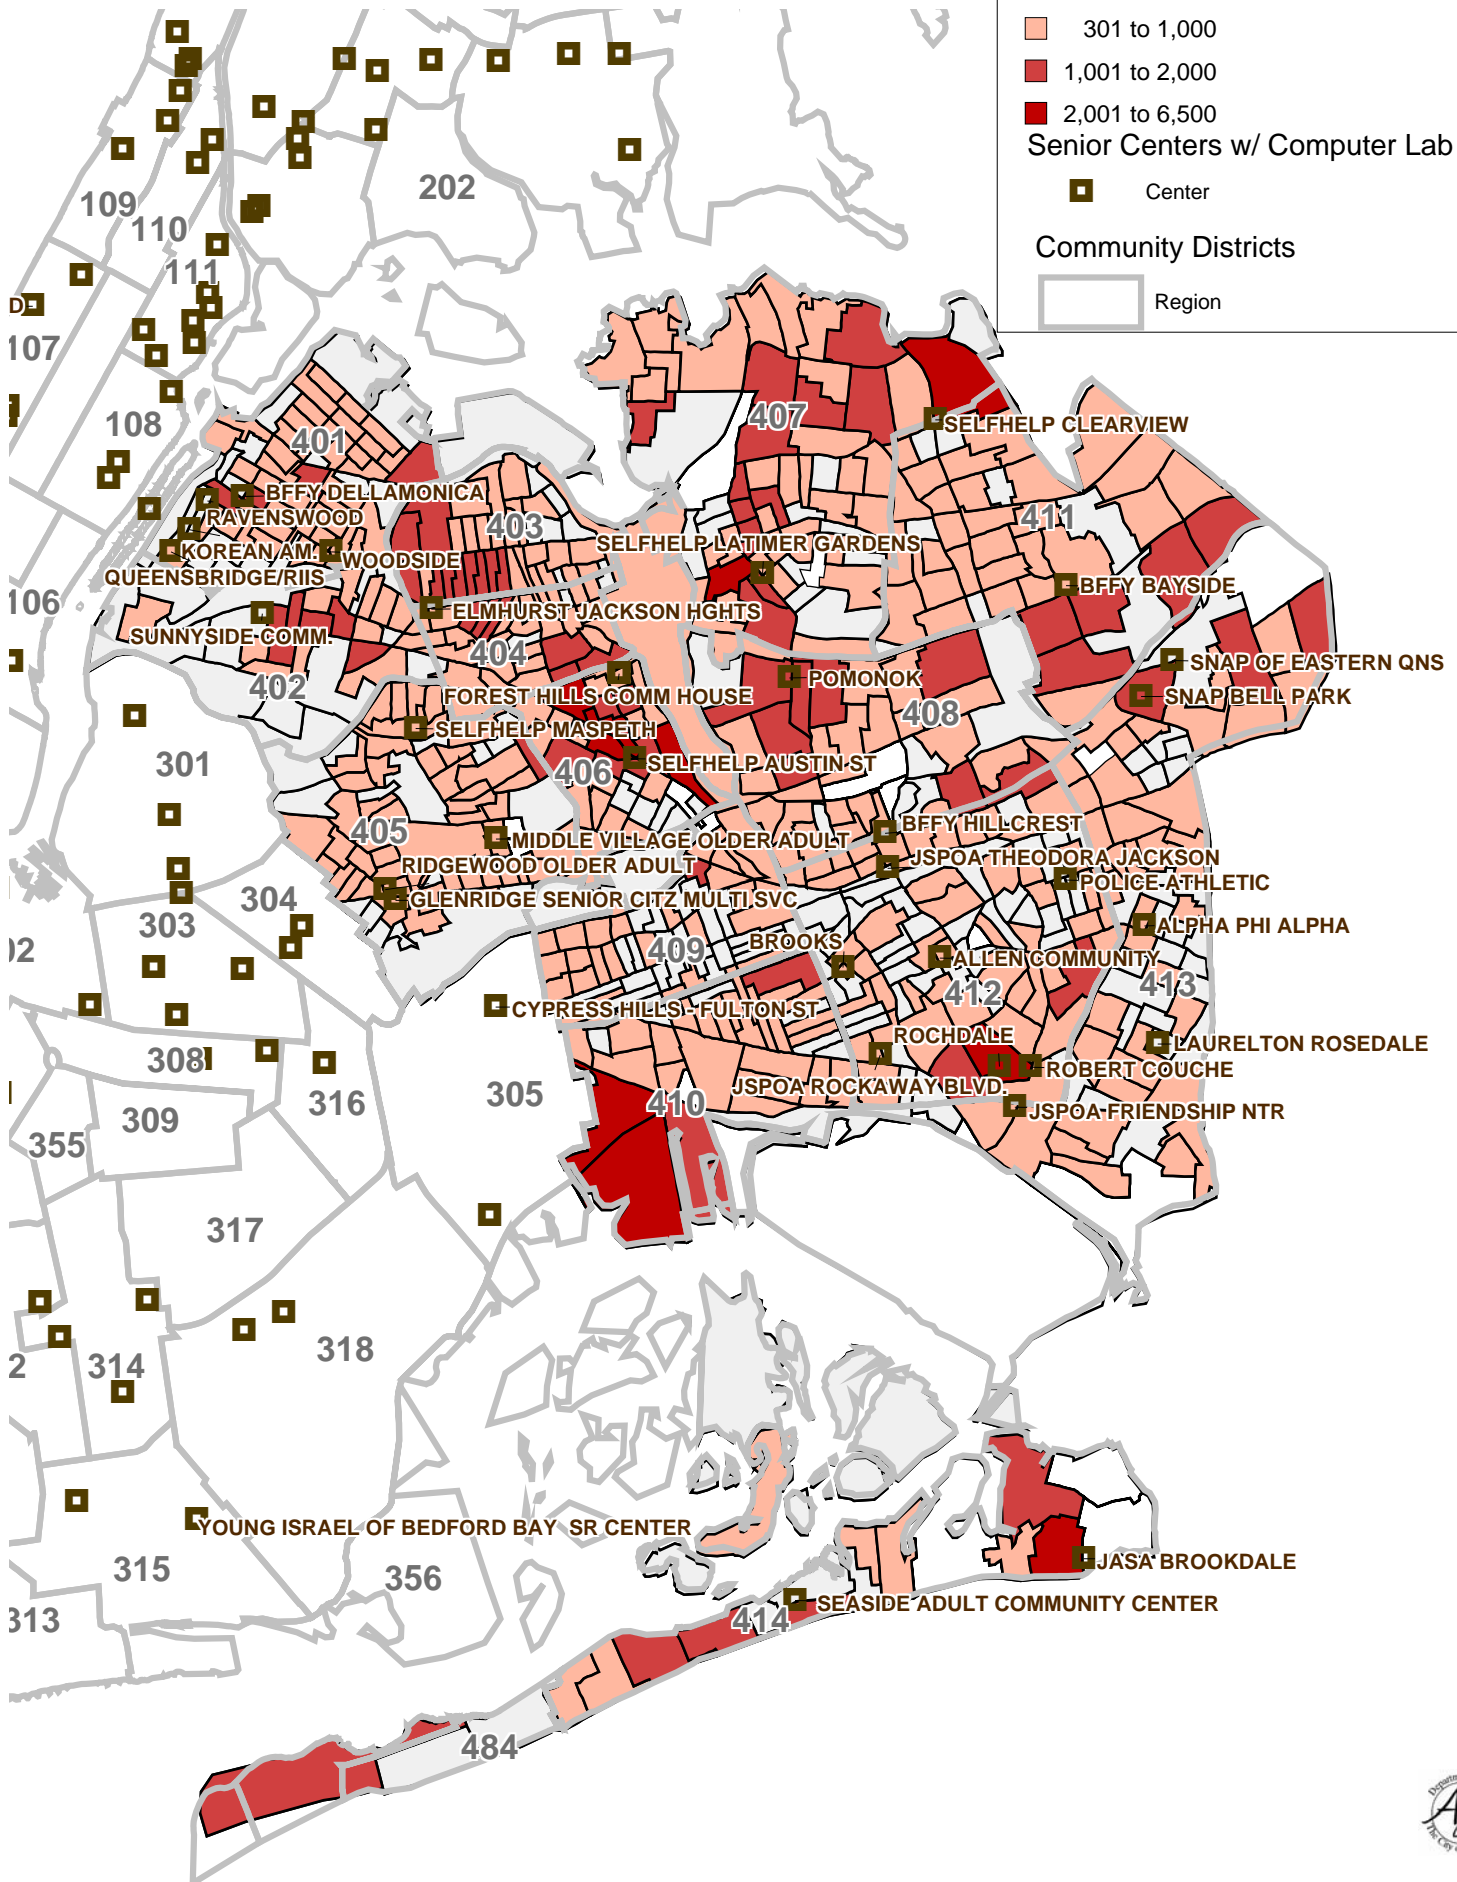 301 to 1,000
1,001 to 2,000
2,001 to 6,500
Senior Centers w/ Computer Lab
Center
Community Districts
Region
202
109
110
111
107
108
401
407
SELFHELP CLEARVIEW
BFFY DELLAMONICA
RAVENSWOOD
403
411
KOREAN AM.
WOODSIDE
SELFHELP LATIMER GARDENS
QUEENSBRIDGE/RIIS
BFFY BAYSIDE
106
ELMHURST JACKSON HGHTS
SUNNYSIDE COMM.
404
SNAP OF EASTERN QNS
402
FOREST HILLS COMM HOUSE
POMONOK
SNAP BELL PARK
408
SELFHELP MASPETH
301
406
SELFHELP AUSTIN ST
405
BFFY HILLCREST
MIDDLE VILLAGE OLDER ADULT
RIDGEWOOD OLDER ADULT
JSPOA THEODORA JACKSON
POLICE ATHLETIC
304
GLENRIDGE SENIOR CITZ MULTI SVC
303
ALPHA PHI ALPHA
409
BROOKS
ALLEN COMMUNITY
412
413
CYPRESS HILLS - FULTON ST
ROCHDALE
LAURELTON ROSEDALE
308
ROBERT COUCHE
JSPOA ROCKAWAY BLVD.
305
316
410
JSPOA FRIENDSHIP NTR
309
355
317
318
314
YOUNG ISRAEL OF BEDFORD BAY  SR CENTER
315
356
JASA BROOKDALE
SEASIDE ADULT COMMUNITY CENTER
313
414
484